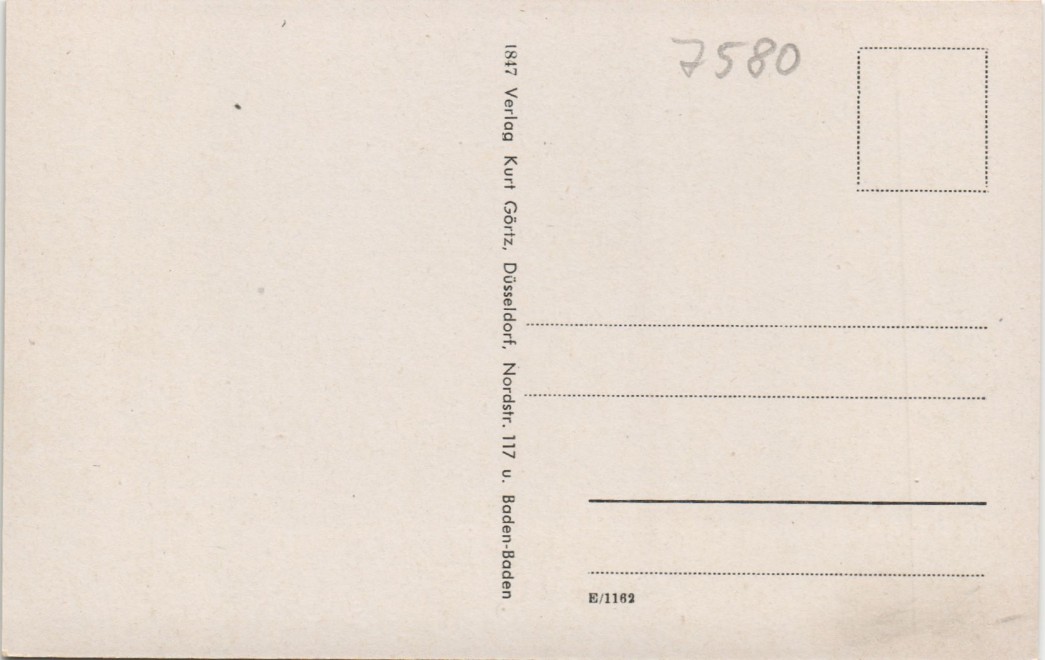 7580
1847 Verlag Kurt Görtz, Düsseldorf, Nordstr. 117 u. Baden-Baden
E/1162